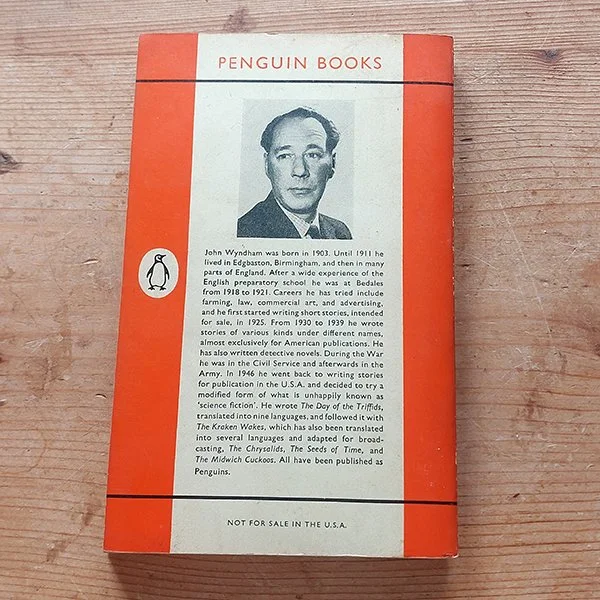 PENGUIN BOOKS
John Wyndham was born in 1903. Until 1911 he
lived in Edgbaston, Birmingham, and then in many
parts of England. After a wide experience of the
English preparatory school he was at Bedales
from 1918 to 1921. Careers he has tried include
farming, law, commercial art, and advertising,
and he first started writing short stories, intended
for sale, in 1925. From 1930 to 1939 he wrote
stories of various kinds under different names,
almost exclusively for American publications. He
has also written detective novels. During the War
he was in the Civil Service and afterwards in the
Army. In 1946 he went back to writing stories
for publication in the U.S.A. and decided to try a
modified form of what is unhappily known as
‘science fiction’. He wrote The Day of the Triffids,
translated into nine languages, and followed it with
The Kraken Wakes, which has also been translated
into several languages and adapted for broad-
casting, The Chrysalids, The Seeds of Time, and
The Midwich Cuckoos. All have been published as
Penguins.
NOT FOR SALE IN THE U.S.A.